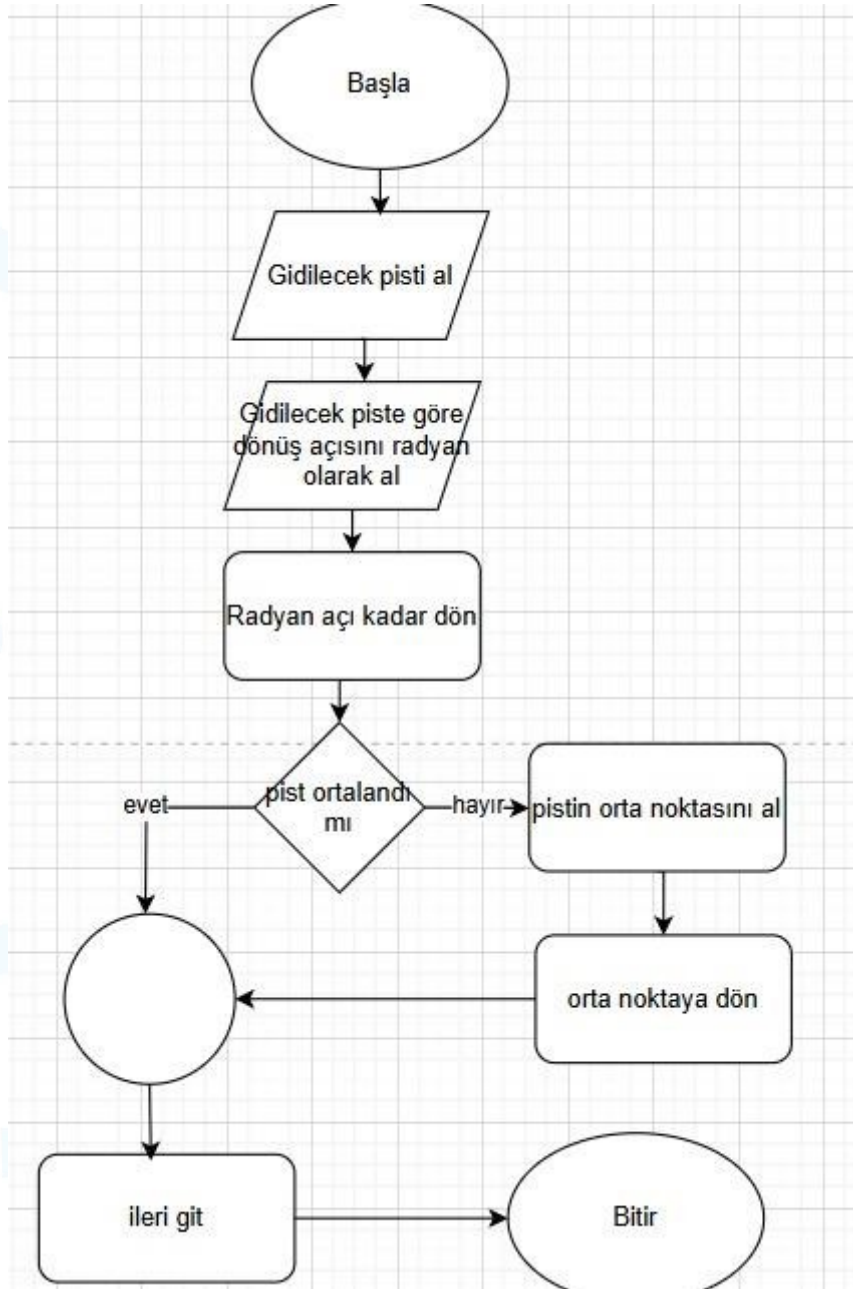 Başla
Gidilecek pisti al
Gidilecek piste göre
dönüş açısını radyan
olarak al
Radyan açı kadar dön
pist ortalandı
mı
evet
hayır
pistin orta noktasını al
orta noktaya dön
ileri git
Bitir